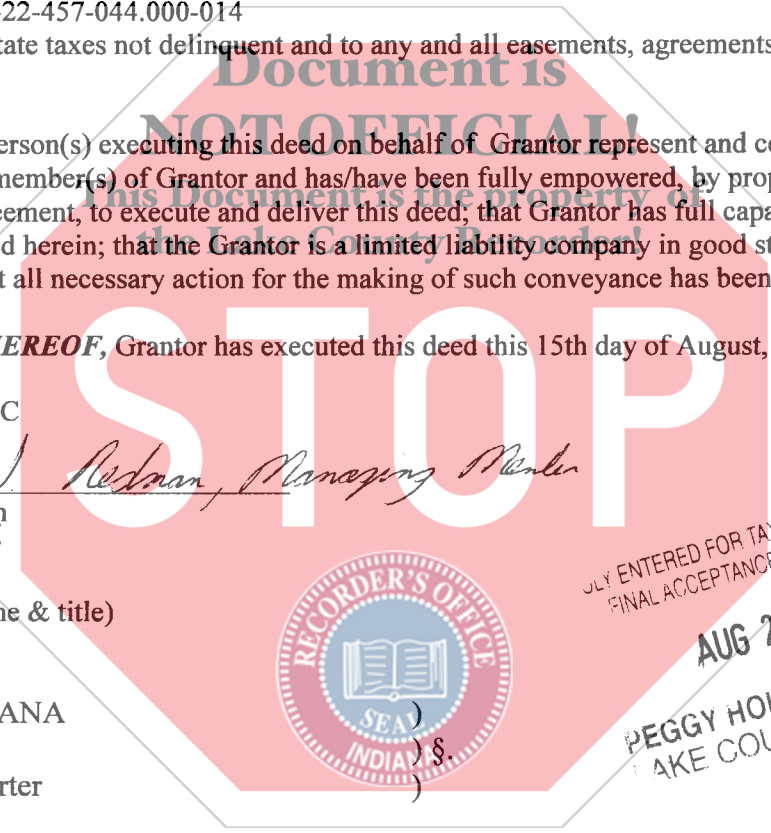 -22-457-044.000-014
tate taxes not delinquent and to any and all easements, agreements
Document is
NOT OFFICIAL!
erson(s) executing this deed on behalf of Grantor represent and c
member(s) of Grantor and has/have been fully empowered, by prop
This Document is the property of
eement, to execute and deliver this deed; that Grantor has full capa
the Lake County Recorder!
d herein; that the Grantor is a limited liability company in good st
t all necessary action for the making of such conveyance has been
STOP
EREOF, Grantor has executed this deed this 15th day of August,
C
Redman, Managing Member
n
ULY ENTERED FOR TA
FINAL ACCEPTANCE
ne & title)
AUG 2
RECORDER'S OFFICE
SEAL
INDIANA
ANA )
) §.
PEGGY HOL
AKE COU
rter )